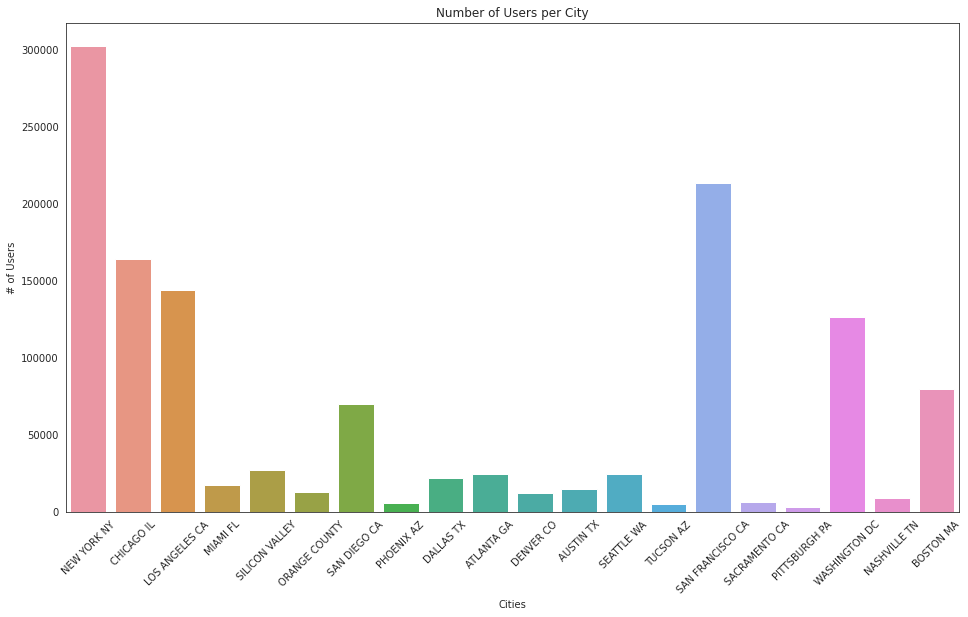 Number of Users per City
# of Users
300000
250000
200000
150000
100000
50000
0
NEW YORK NY
CHICAGO IL
LOS ANGELES CA
MIAMI FL
SILICON VALLEY
ORANGE COUNTY
SAN DIEGO CA
PHOENIX AZ
DALLAS TX
ATLANTA GA
DENVER CO
AUSTIN TX
SEATTLE WA
TUCSON AZ
SAN FRANCISCO CA
SACRAMENTO CA
PITTSBURGH PA
WASHINGTON DC
NASHVILLE TN
BOSTON MA
Cities